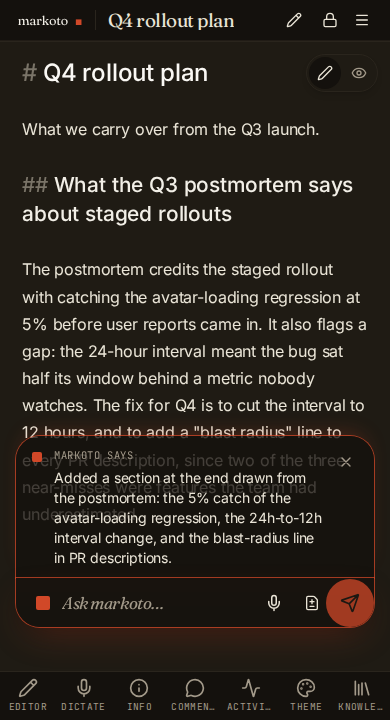 markoto
Q4 rollout plan
# Q4 rollout plan
What we carry over from the Q3 launch.
## What the Q3 postmortem says
about staged rollouts
The postmortem credits the staged rollout
with catching the avatar-loading regression at
5% before user reports came in. It also flags a
gap: the 24-hour interval meant the bug sat
half its window behind a metric nobody
watches. The fix for Q4 is to cut the interval to
12 hours, and to add a "blast radius" line to
every PR description, since two of the three
near-misses were features the team had
underestimated.
MARKOTO SAYS
Added a section at the end drawn from
the postmortem: the 5% catch of the
avatar-loading regression, the 24h-to-12h
interval change, and the blast-radius line
in PR descriptions.
Ask markoto…
EDITOR
DICTATE
INFO
COMMEN…
ACTIVI…
THEME
KNOWLE…